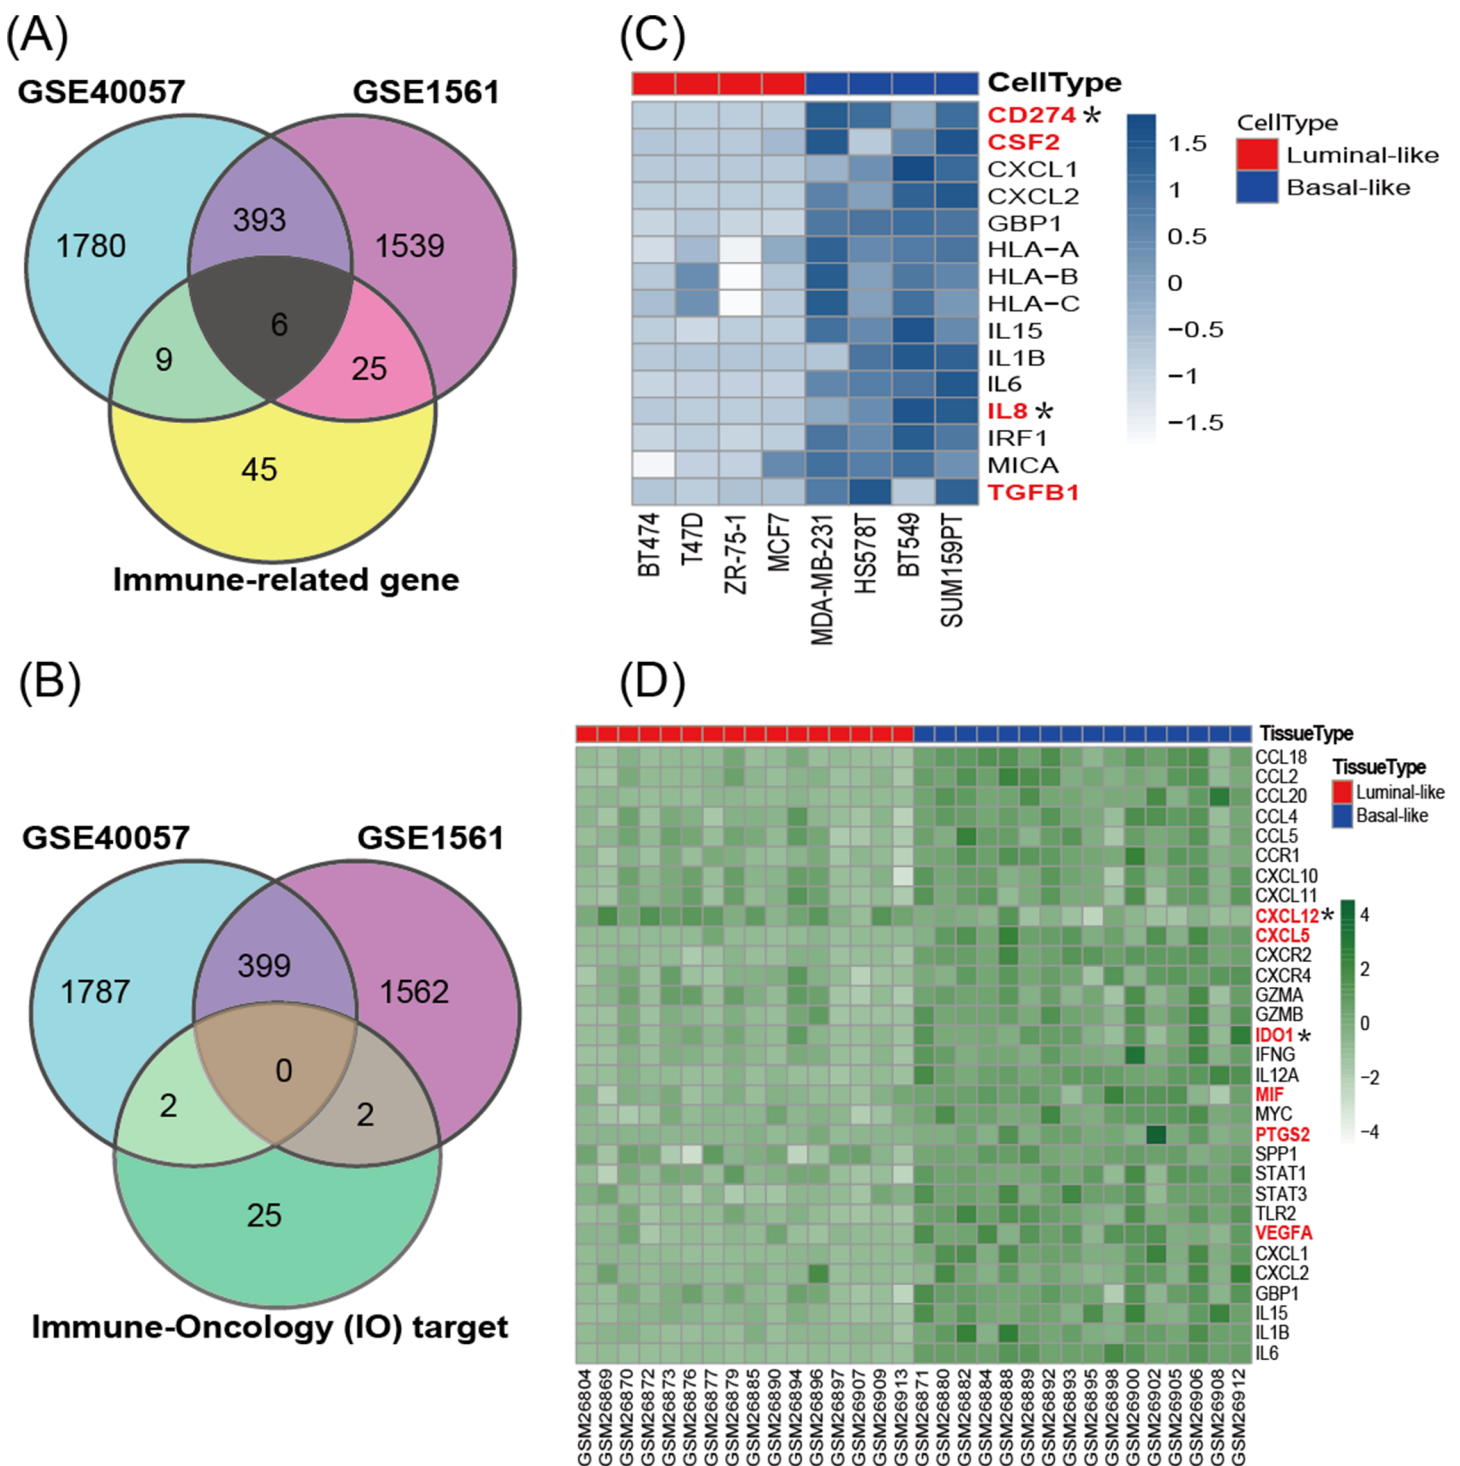 (A)
GSE40057 GSE1561
393
1780 1539
6
9 25
45
Immune-related gene
(B)
GSE40057 GSE1561
399
1787 1562
0
2 2
25
Immune-Oncology (IO) target
(C)
CellType
CD274 *
CSF2
CXCL1
CXCL2
GBP1
HLA−A
HLA−B
HLA−C
IL15
IL1B
IL6
IL8 *
IRF1
MICA
TGFB1
BT474
T47D
ZR-75-1
MCF7
MDA-MB-231
HS578T
BT549
SUM159PT
1.5
1
0.5
0
−0.5
−1
−1.5
CellType
Luminal-like
Basal-like
(D)
TissueType
CCL18
CCL2
CCL20
CCL4
CCL5
CCR1
CXCL10
CXCL11
CXCL12 *
CXCL5
CXCR2
CXCR4
GZMA
GZMB
IDO1 *
IFNG
IL12A
MIF
MYC
PTGS2
SPP1
STAT1
STAT3
TLR2
VEGFA
CXCL1
CXCL2
GBP1
IL15
IL1B
IL6
TissueType
Luminal-like
Basal-like
4
2
0
−2
−4
GSM26804
GSM26869
GSM26870
GSM26872
GSM26873
GSM26876
GSM26877
GSM26879
GSM26885
GSM26890
GSM26894
GSM26896
GSM26897
GSM26907
GSM26909
GSM26913
GSM26871
GSM26880
GSM26882
GSM26884
GSM26888
GSM26889
GSM26892
GSM26893
GSM26895
GSM26898
GSM26900
GSM26902
GSM26905
GSM26906
GSM26908
GSM26912